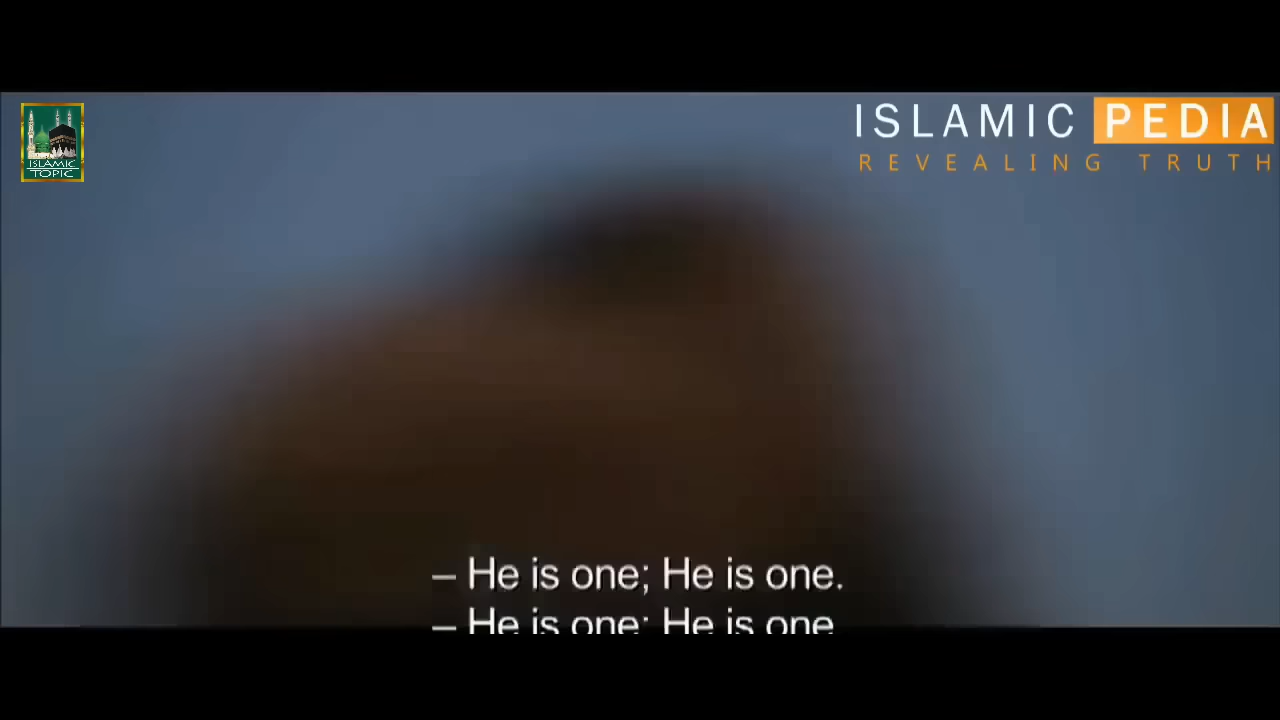 ISLAMIC PEDIA
REVEALING TRUTH
ISLAMIC
TOPIC
– He is one; He is one.
– He is one; He is one